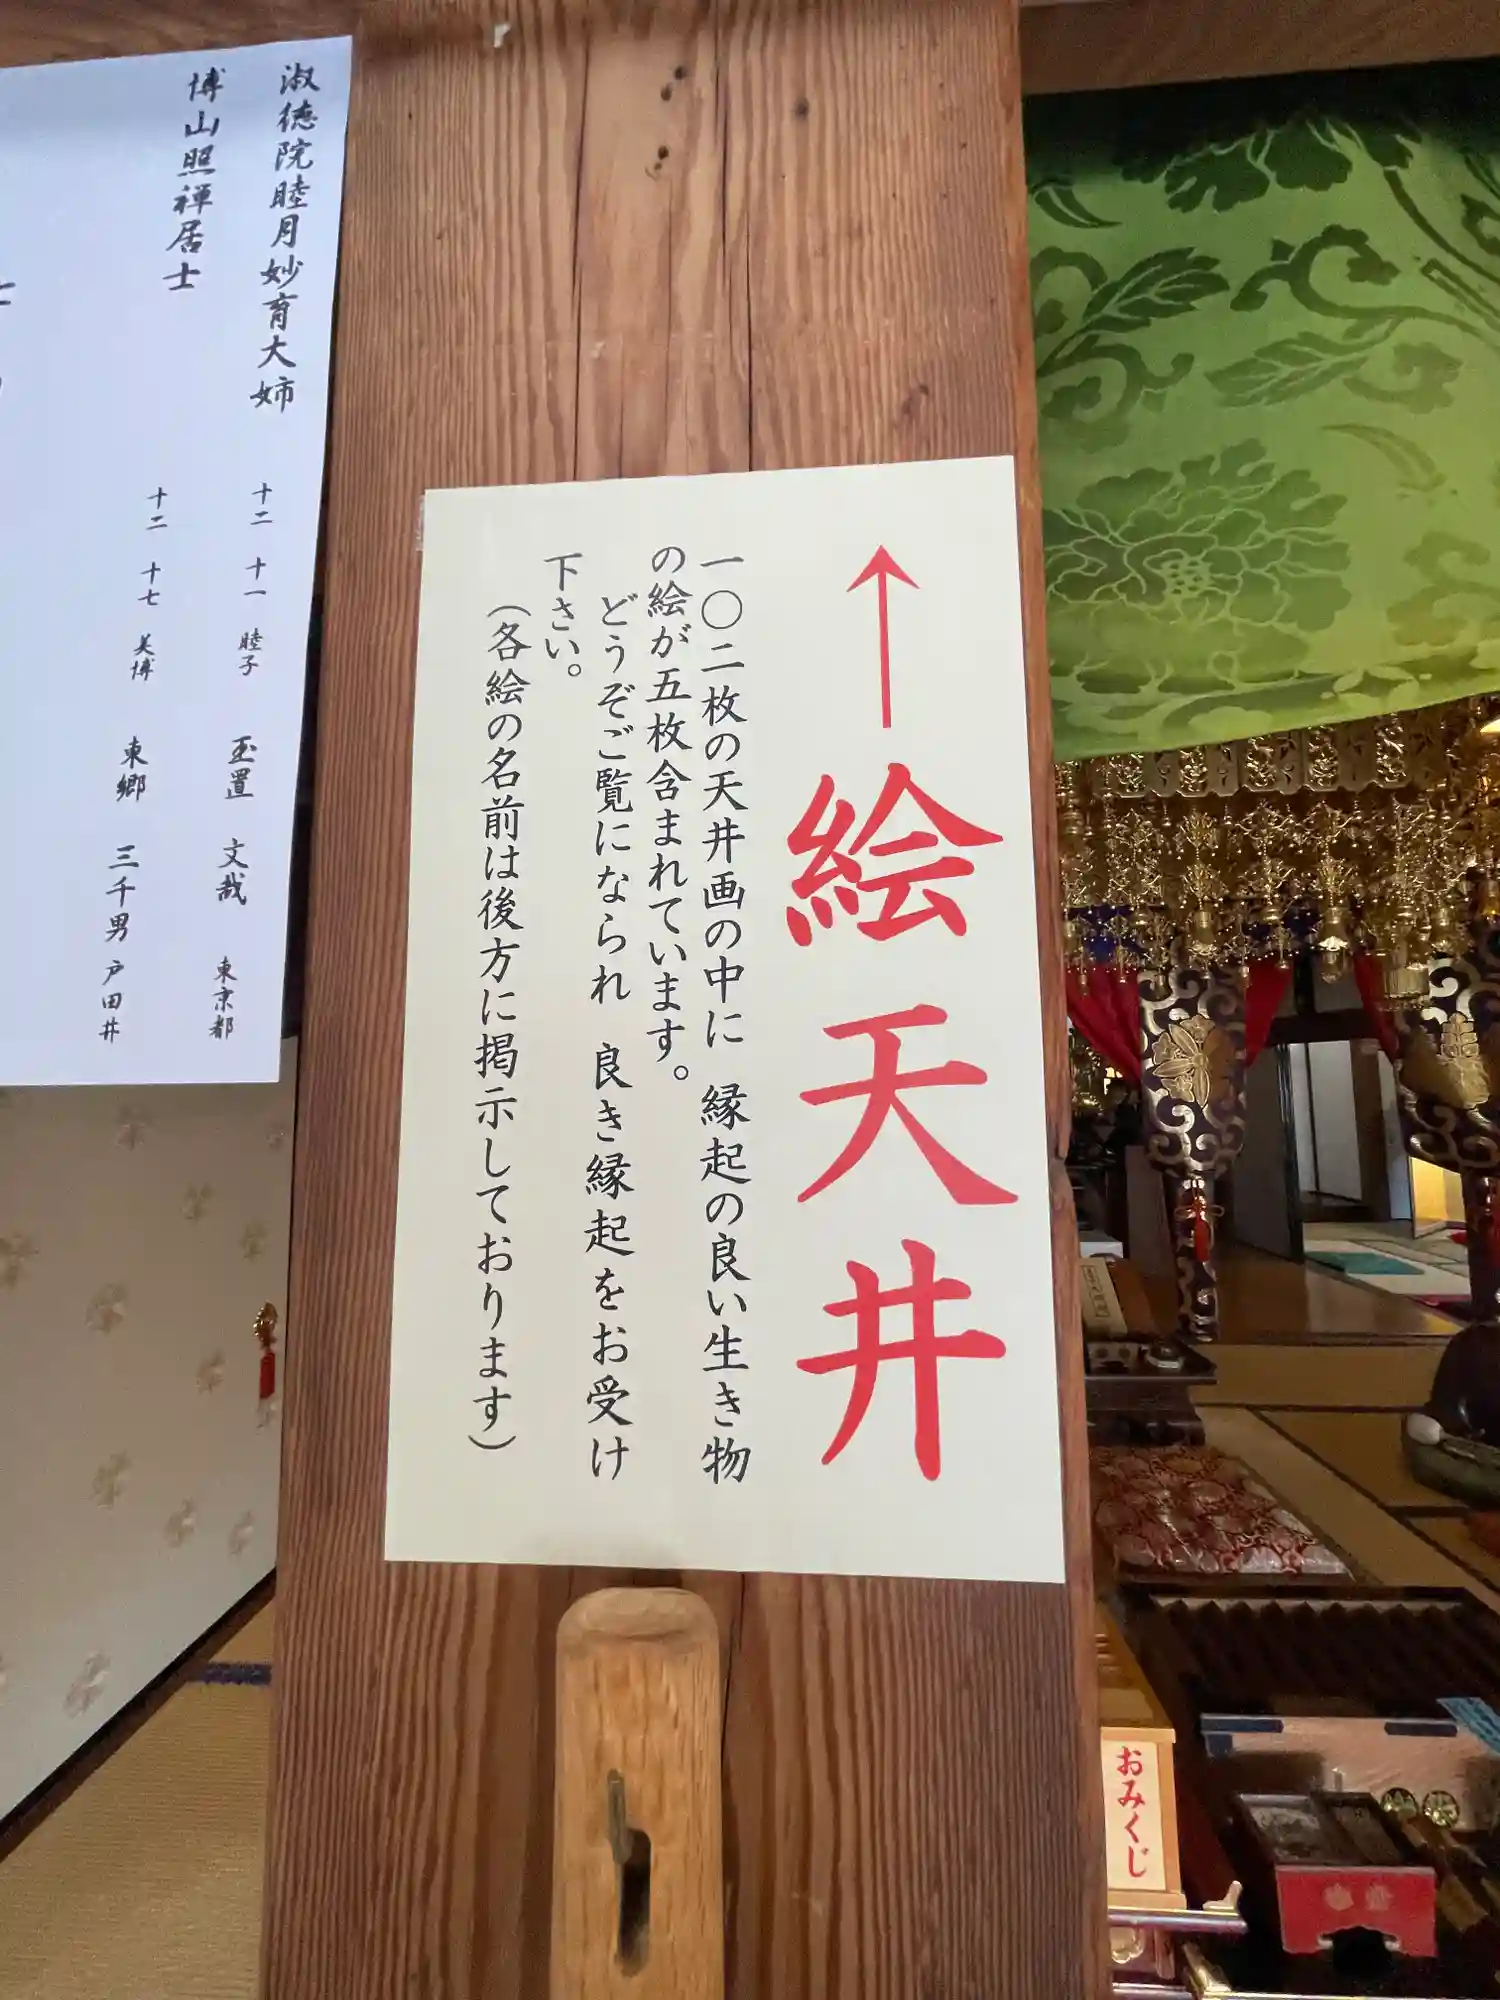 ↑絵天井
一〇二枚の天井画の中に 縁起の良い生き物
の絵が五枚含まれています。
どうぞご覧になられ 良き縁起をお受け
下さい。
（各絵の名前は後方に掲示しております）
淑徳院睦月妙育大姉 十二 十一 睦子 玉置 文哉 東京都
博山照禅居士 十二 十七 美博 東郷 三千男 戸田井
おみくじ